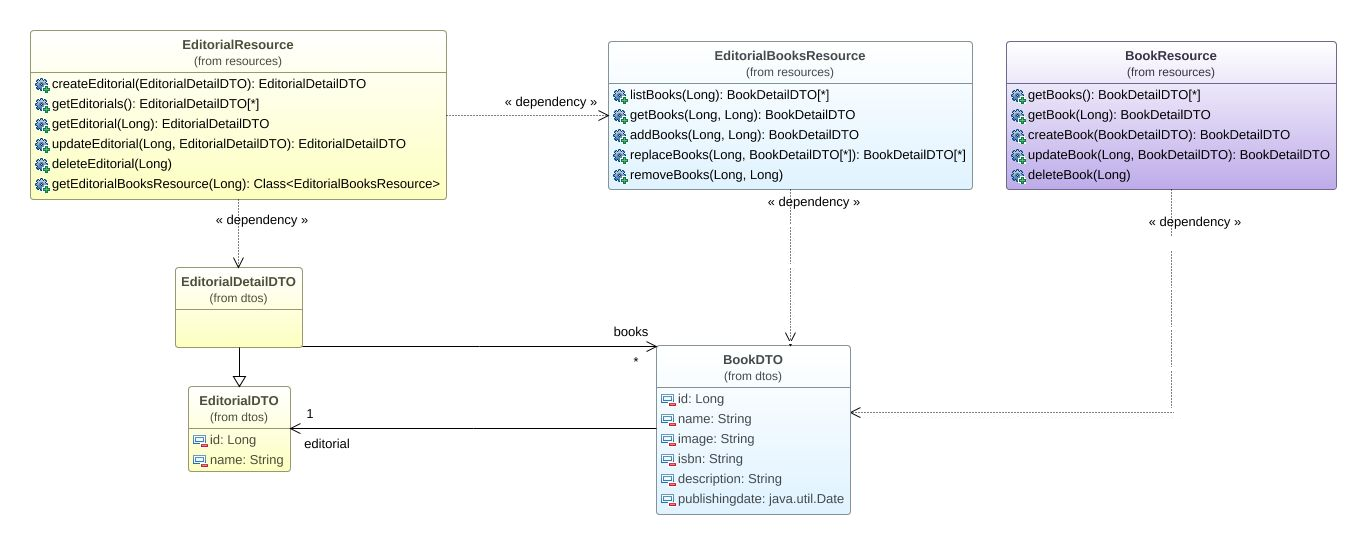 EditorialResource
(from resources)
createEditorial(EditorialDetailDTO): EditorialDetailDTO
getEditorials(): EditorialDetailDTO[*]
getEditorial(Long): EditorialDetailDTO
updateEditorial(Long, EditorialDetailDTO): EditorialDetailDTO
deleteEditorial(Long)
getEditorialBooksResource(Long): Class<EditorialBooksResource>
« dependency »
EditorialBooksResource
(from resources)
listBooks(Long): BookDetailDTO[*]
getBooks(Long, Long): BookDetailDTO
addBooks(Long, Long): BookDetailDTO
replaceBooks(Long, BookDetailDTO[*]): BookDetailDTO[*]
removeBooks(Long, Long)
BookResource
(from resources)
getBooks(): BookDetailDTO[*]
getBook(Long): BookDetailDTO
createBook(BookDetailDTO): BookDetailDTO
updateBook(Long, BookDetailDTO): BookDetailDTO
deleteBook(Long)
« dependency »
« dependency »
« dependency »
EditorialDetailDTO
(from dtos)
books
*
EditorialDTO
(from dtos)
id: Long
name: String
1
editorial
BookDTO
(from dtos)
id: Long
name: String
image: String
isbn: String
description: String
publishingdate: java.util.Date